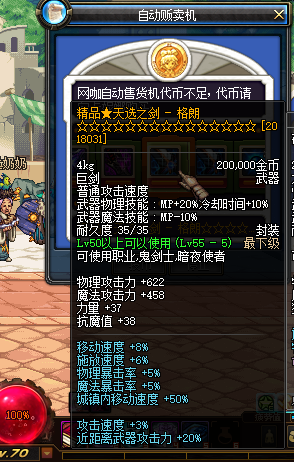 自动贩卖机
网咖自动售货机代币不足, 代币请
精品★天选之剑 - 格朗
☆☆☆☆☆☆☆☆☆☆☆☆☆☆☆ [20
18031]
4kg 200,000金币
巨剑 武器
普通攻击速度
武器物理技能 : MP+20%,冷却时间+10%
武器魔法技能 : MP-10%
耐久度 35/35 封装
Lv50以上可以使用 (Lv55 - 5) 最下级
可使用职业,鬼剑士,暗夜使者
物理攻击力 +622
魔法攻击力 +458
力量 +37
抗魔值 +38
移动速度 +8%
施放速度 +6%
物理暴击率 +5%
魔法暴击率 +5%
城镇内移动速度 +50%
攻击速度 +3%
近距离武器攻击力 +20%
奶奶
100%
v.70